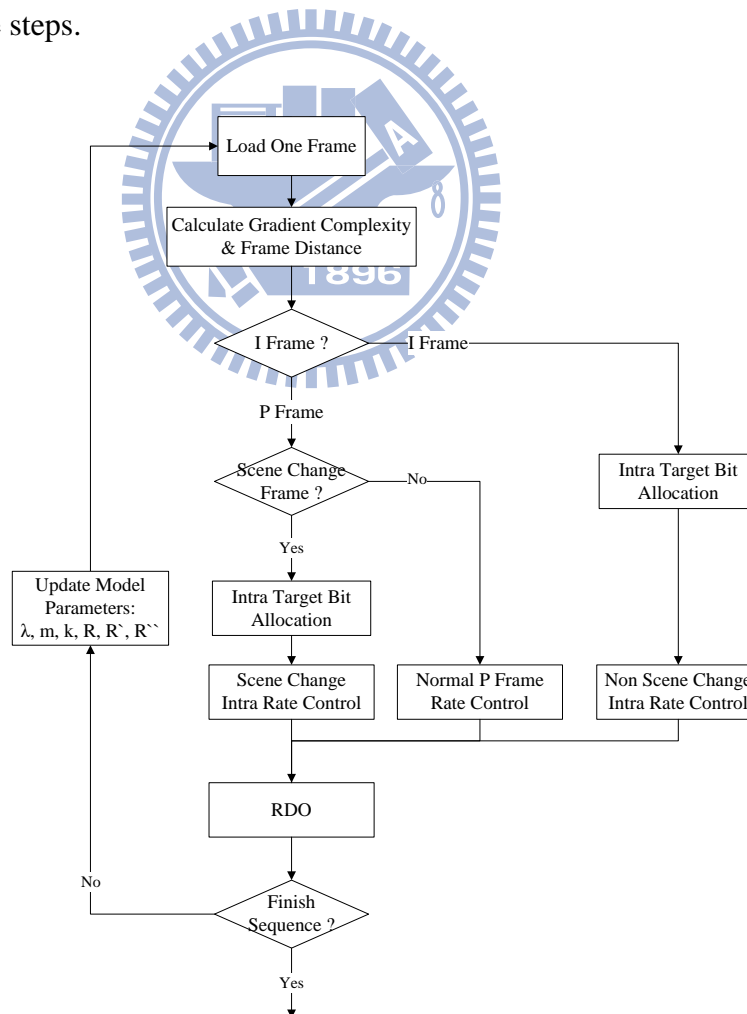 steps.
Load One Frame
Calculate Gradient Complexity
& Frame Distance
A
1896
I Frame ?
I Frame
P Frame
Scene Change
Frame ?
No
Intra Target Bit
Allocation
Yes
Update Model
Parameters:
λ, m, k, R, R`, R``
Intra Target Bit
Allocation
Scene Change
Intra Rate Control
Normal P Frame
Rate Control
Non Scene Change
Intra Rate Control
RDO
No
Finish
Sequence ?
Yes